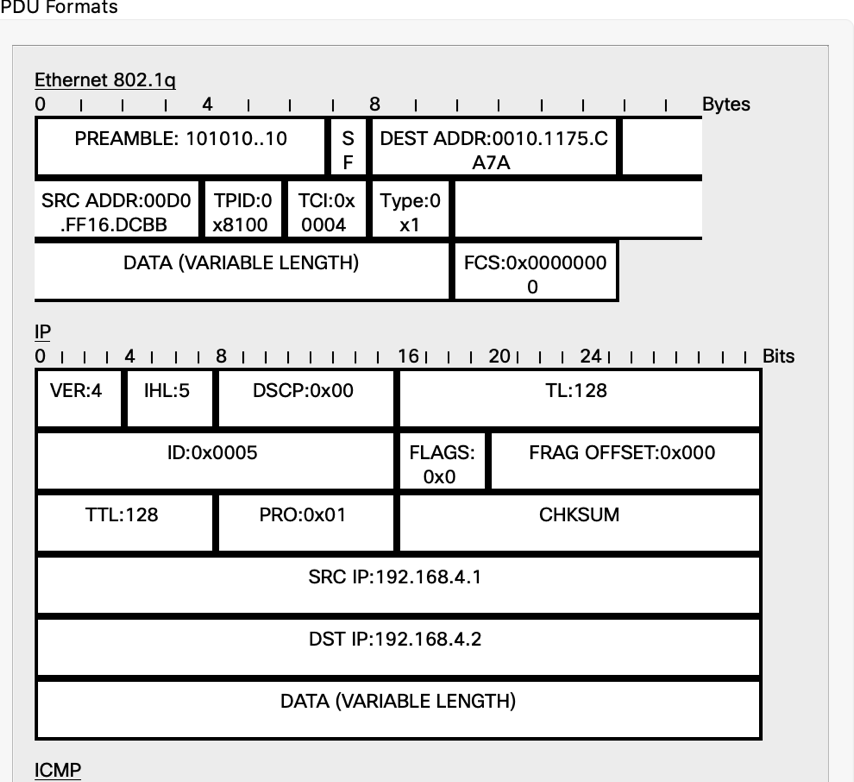 PDU Formats
Ethernet 802.1q
0 4 8 Bytes
PREAMBLE: 101010..10
S
F
DEST ADDR:0010.1175.C
A7A
SRC ADDR:00D0
.FF16.DCBB
TPID:0
x8100
TCI:0x
0004
Type:0
x1
DATA (VARIABLE LENGTH)
FCS:0x0000000
0
IP
0 4 8 16 20 24 Bits
VER:4 IHL:5 DSCP:0x00 TL:128
ID:0x0005
FLAGS:
0x0
FRAG OFFSET:0x000
TTL:128 PRO:0x01 CHKSUM
SRC IP:192.168.4.1
DST IP:192.168.4.2
DATA (VARIABLE LENGTH)
ICMP